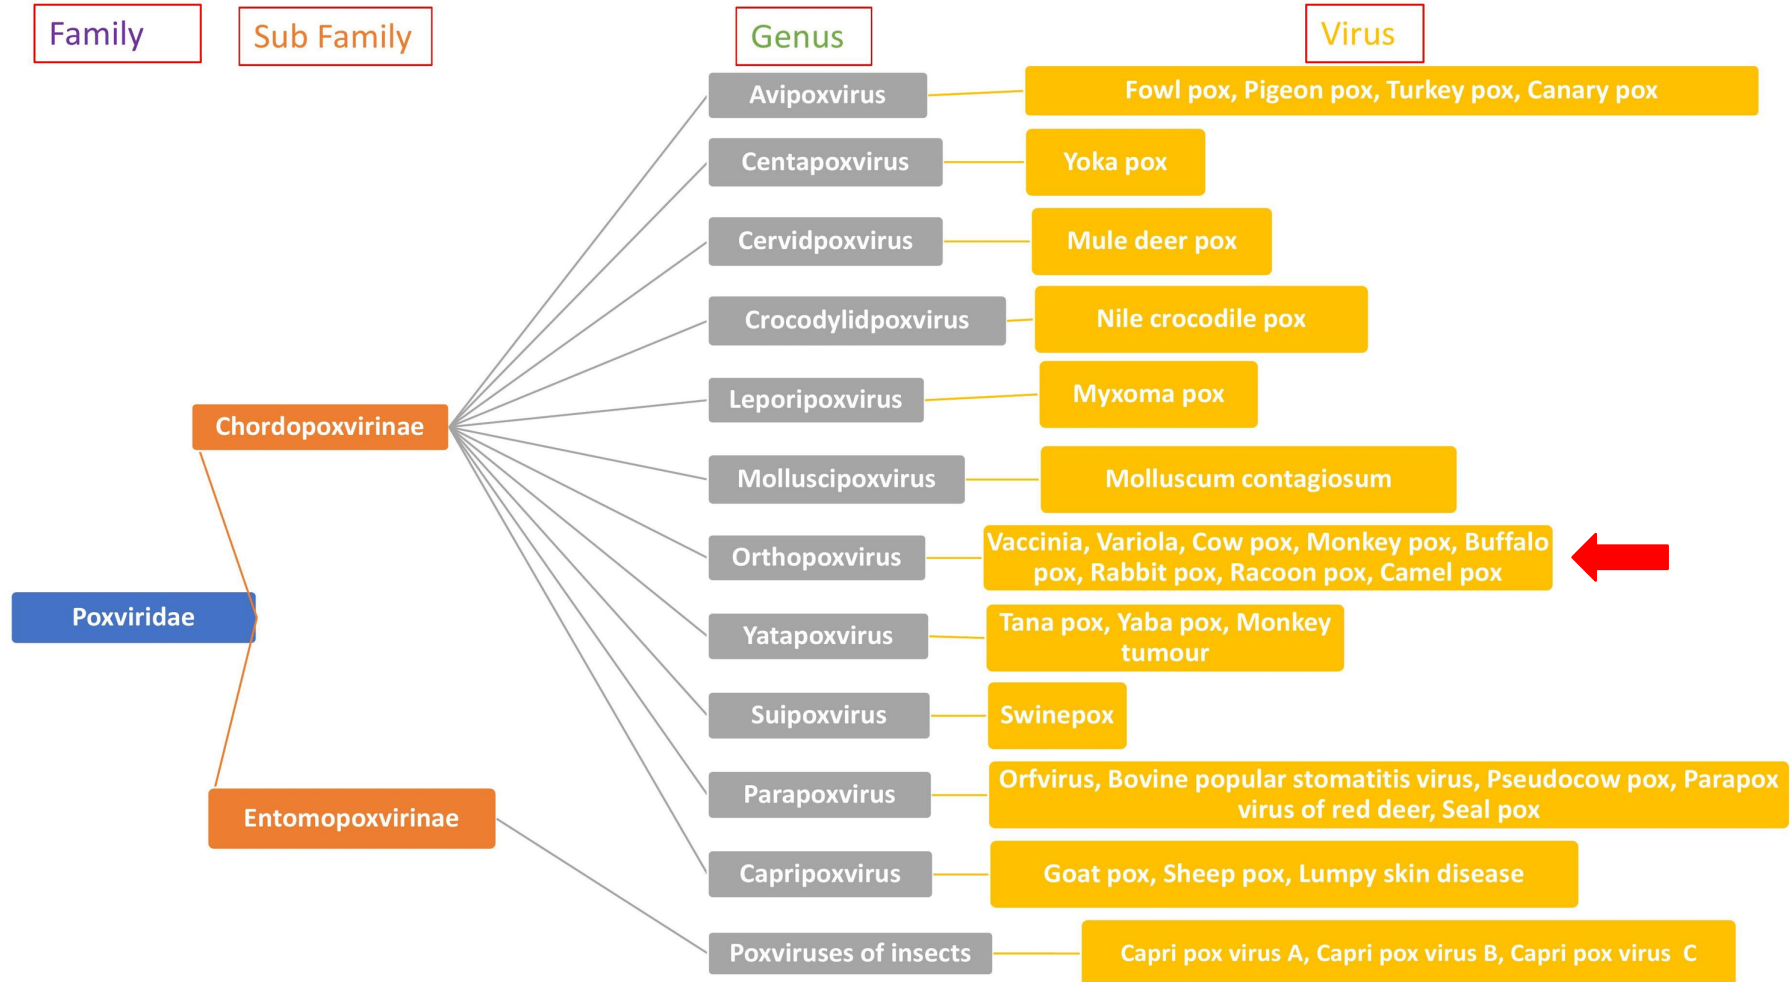 Family
Sub Family
Genus
Virus
Avipoxvirus
Fowl pox, Pigeon pox, Turkey pox, Canary pox
Centapoxvirus
Yoka pox
Cervidpoxvirus
Mule deer pox
Crocodylidpoxvirus
Nile crocodile pox
Leporipoxvirus
Myxoma pox
Chordopoxvirinae
Molluscipoxvirus
Molluscum contagiosum
Orthopoxvirus
Vaccinia, Variola, Cow pox, Monkey pox, Buffalo
pox, Rabbit pox, Racoon pox, Camel pox
Poxviridae
Yatapoxvirus
Tana pox, Yaba pox, Monkey
tumour
Suipoxvirus
Swinepox
Parapoxvirus
Orfvirus, Bovine popular stomatitis virus, Pseudocow pox, Parapox
virus of red deer, Seal pox
Entomopoxvirinae
Capripoxvirus
Goat pox, Sheep pox, Lumpy skin disease
Poxviruses of insects
Capri pox virus A, Capri pox virus B, Capri pox virus C